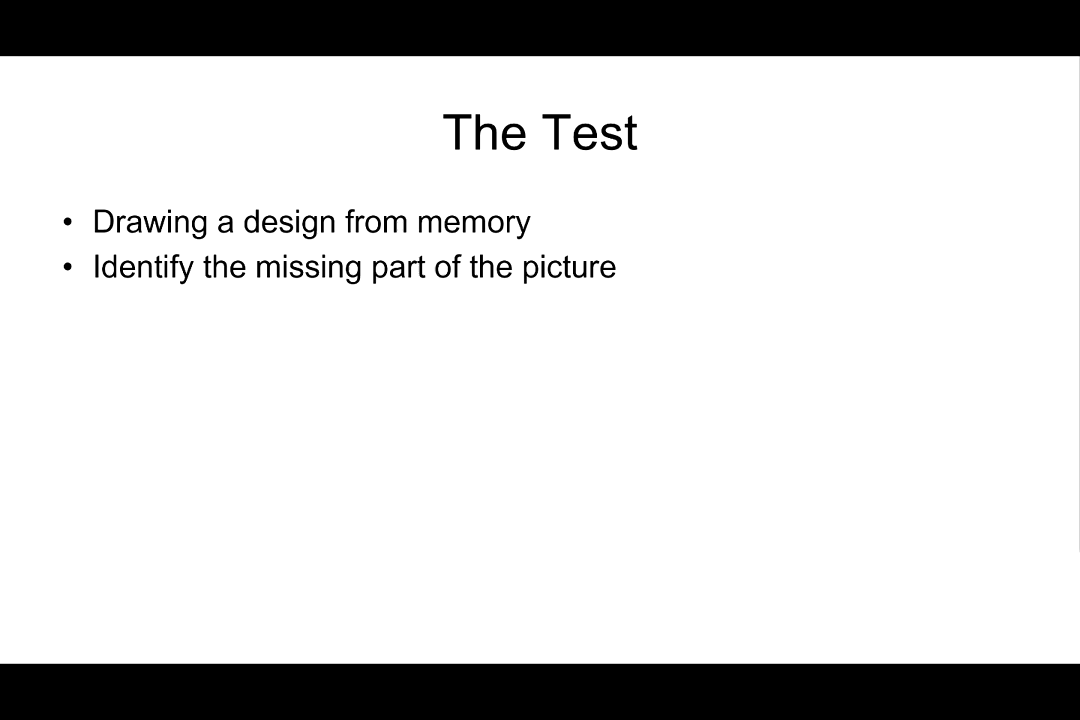 The Test
• Drawing a design from memory
• Identify the missing part of the picture